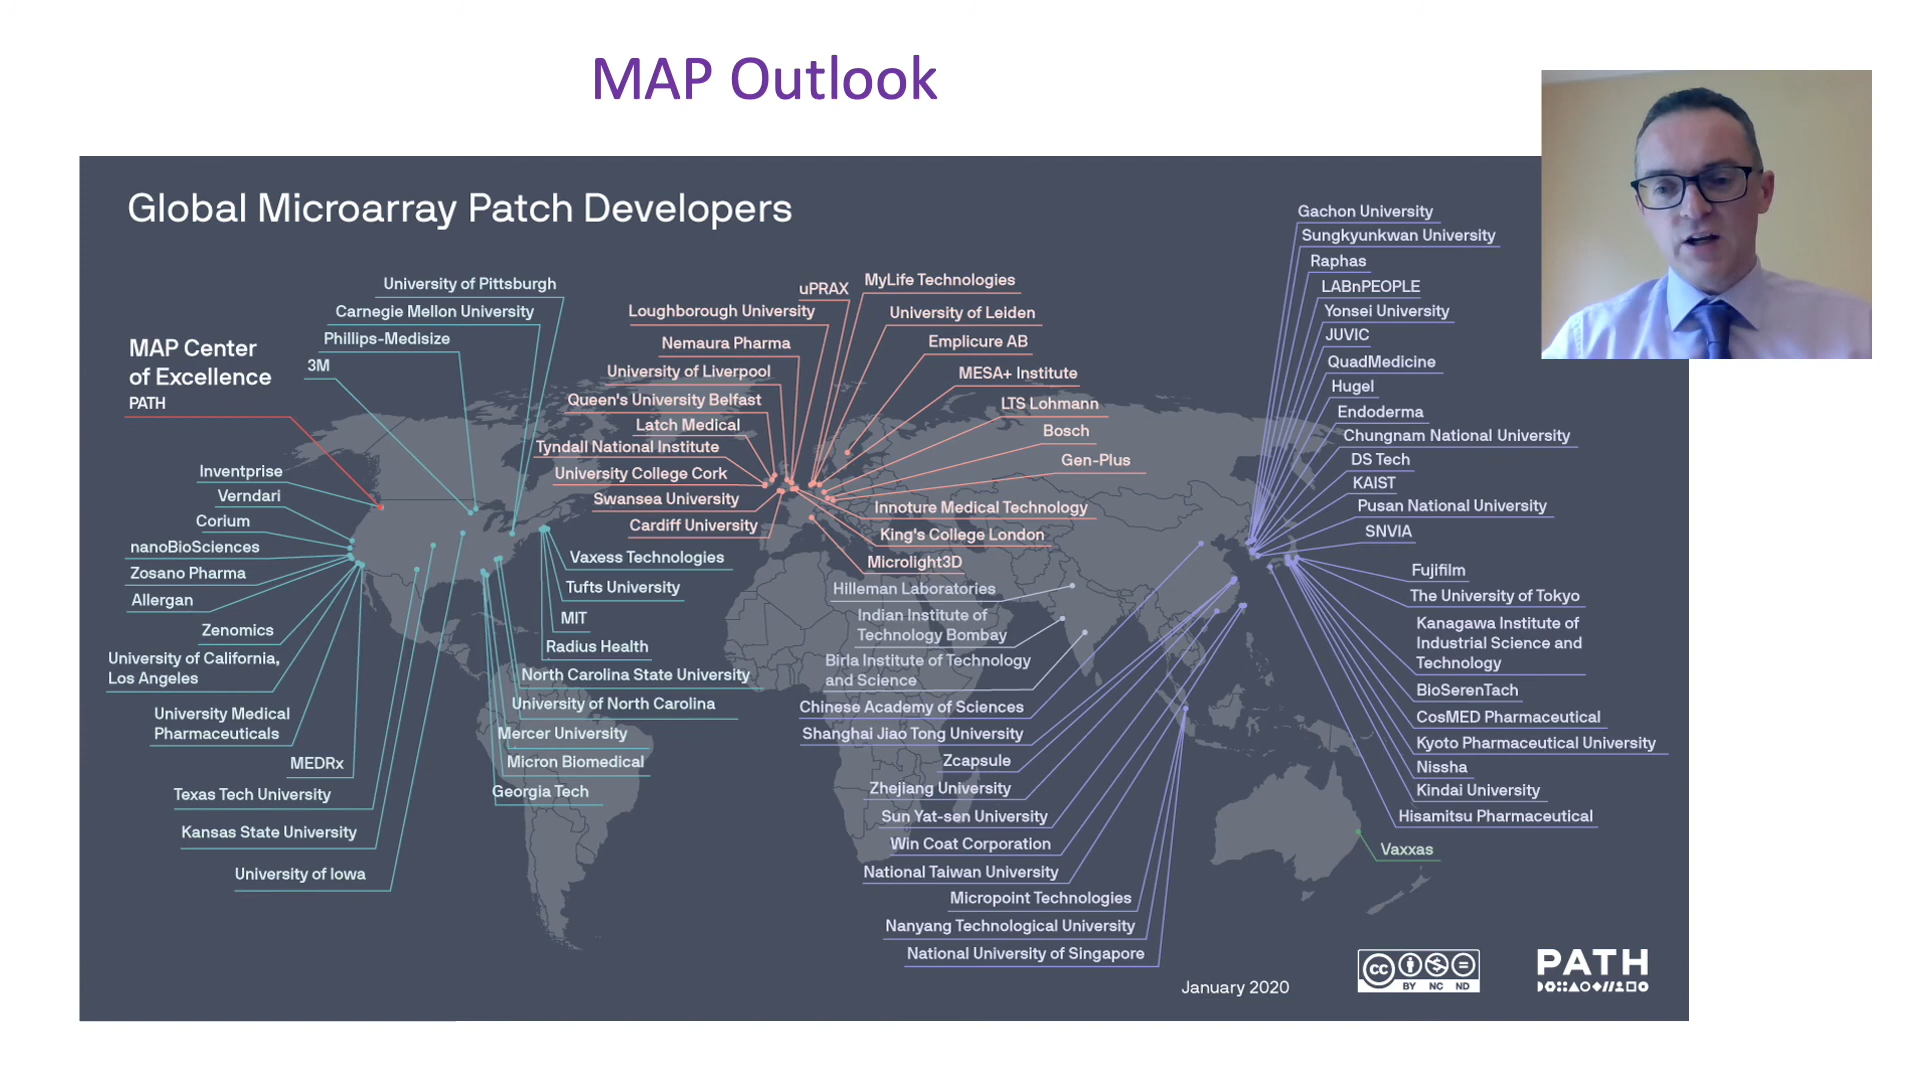 MAP Outlook
Global Microarray Patch Developers
University of Pittsburgh
Carnegie Mellon University
Phillips-Medisize
3M
MAP Center
of Excellence
PATH
Inventprise
Verndari
Corium
nanoBioSciences
Zosano Pharma
Allergan
Zenomics
University of California,
Los Angeles
University Medical
Pharmaceuticals
MEDRx
Texas Tech University
Kansas State University
University of Iowa
Vaxess Technologies
Tufts University
MIT
Radius Health
North Carolina State University
University of North Carolina
Mercer University
Micron Biomedical
Georgia Tech
uPRAX
Loughborough University
Nemaura Pharma
University of Liverpool
Queen's University Belfast
Latch Medical
Tyndall National Institute
University College Cork
Swansea University
Cardiff University
MyLife Technologies
University of Leiden
Emplicure AB
MESA+ Institute
LTS Lohmann
Bosch
Gen-Plus
Innoture Medical Technology
King's College London
Microlight3D
Hilleman Laboratories
Indian Institute of
Technology Bombay
Birla Institute of Technology
and Science
Chinese Academy of Sciences
Shanghai Jiao Tong University
Zcapsule
Zhejiang University
Sun Yat-sen University
Win Coat Corporation
National Taiwan University
Micropoint Technologies
Nanyang Technological University
National University of Singapore
Gachon University
Sungkyunkwan University
Raphas
LABnPEOPLE
Yonsei University
JUVIC
QuadMedicine
Hugel
Endoderma
Chungnam National University
DS Tech
KAIST
Pusan National University
SNVIA
Fujifilm
The University of Tokyo
Kanagawa Institute of
Industrial Science and
Technology
BioSerenTach
CosMED Pharmaceutical
Kyoto Pharmaceutical University
Nissha
Kindai University
Hisamitsu Pharmaceutical
Vaxxas
January 2020
cc
BY NC ND
PATH